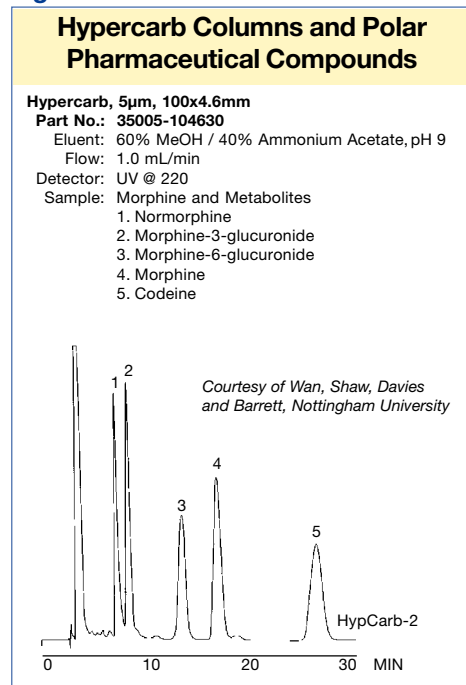 Hypercarb Columns and Polar
Pharmaceutical Compounds
Hypercarb, 5µm, 100x4.6mm
Part No.: 35005-104630
Eluent: 60% MeOH / 40% Ammonium Acetate, pH 9
Flow: 1.0 mL/min
Detector: UV @ 220
Sample: Morphine and Metabolites
1. Normorphine
2. Morphine-3-glucuronide
3. Morphine-6-glucuronide
4. Morphine
5. Codeine
1
2
Courtesy of Wan, Shaw, Davies
and Barrett, Nottingham University
3
4
5
HypCarb-2
0 10 20 30 MIN